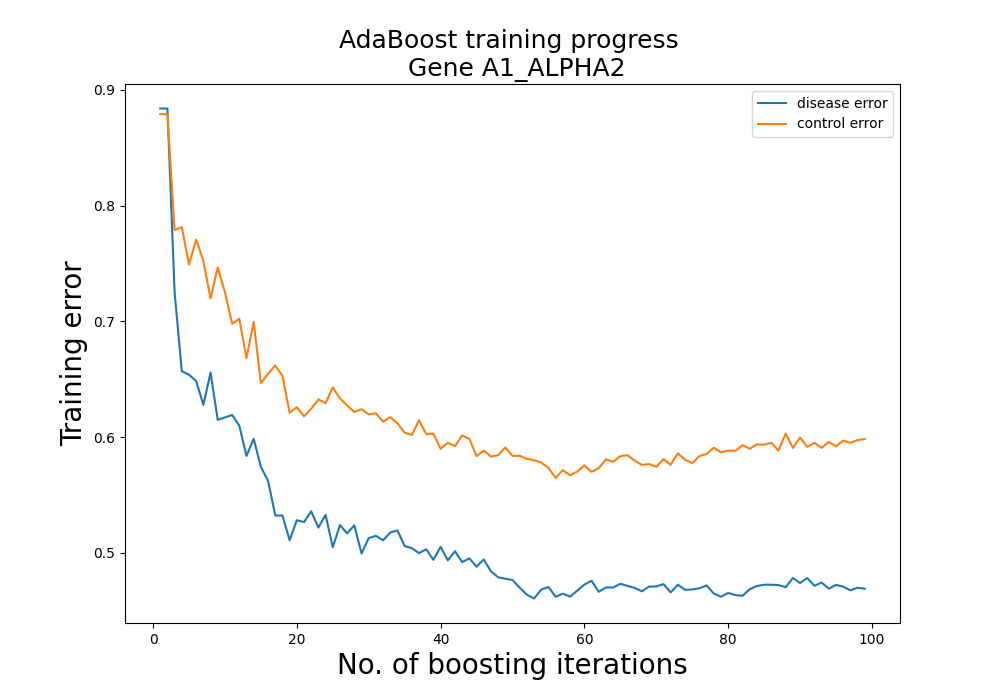 AdaBoost training progress
Gene A1_ALPHA2
disease error
control error
Training error
0.9
0.8
0.7
0.6
0.5
0
20
40
60
80
100
No. of boosting iterations